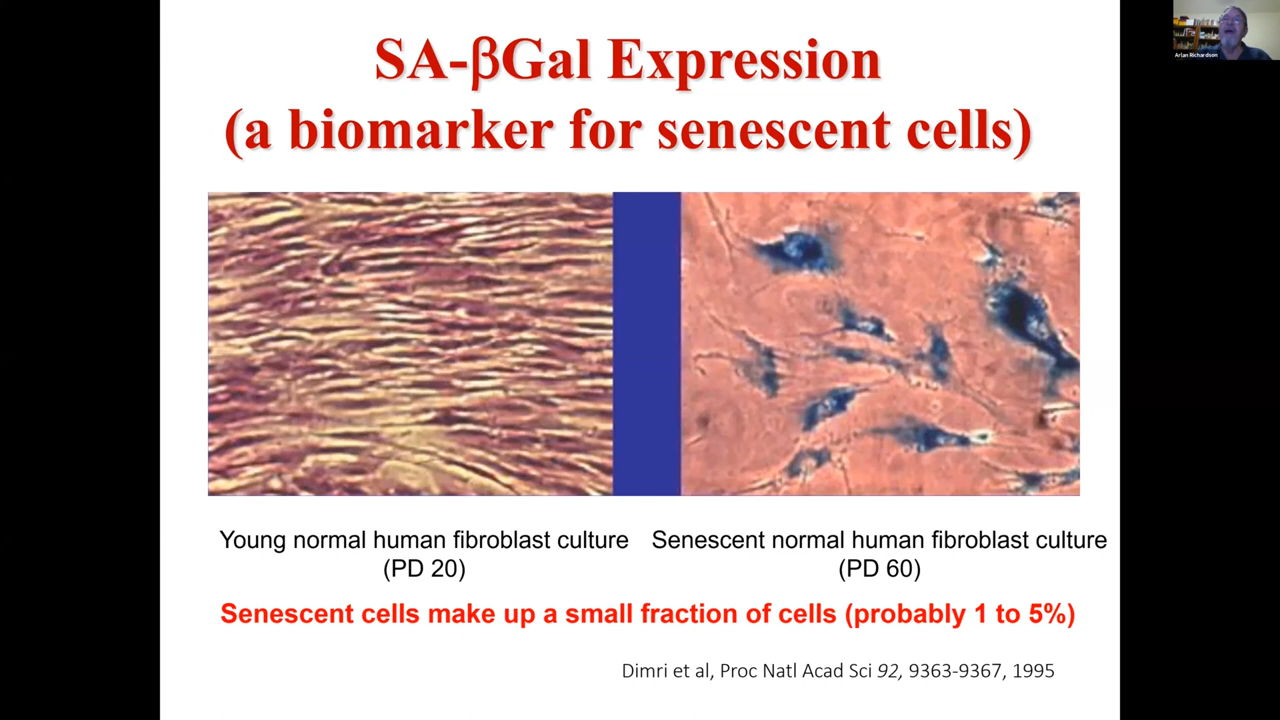 SA-βGal Expression
(a biomarker for senescent cells)
Arlan Richardson
Young normal human fibroblast culture
(PD 20)
Senescent normal human fibroblast culture
(PD 60)
Senescent cells make up a small fraction of cells (probably 1 to 5%)
Dimri et al, Proc Natl Acad Sci 92, 9363-9367, 1995